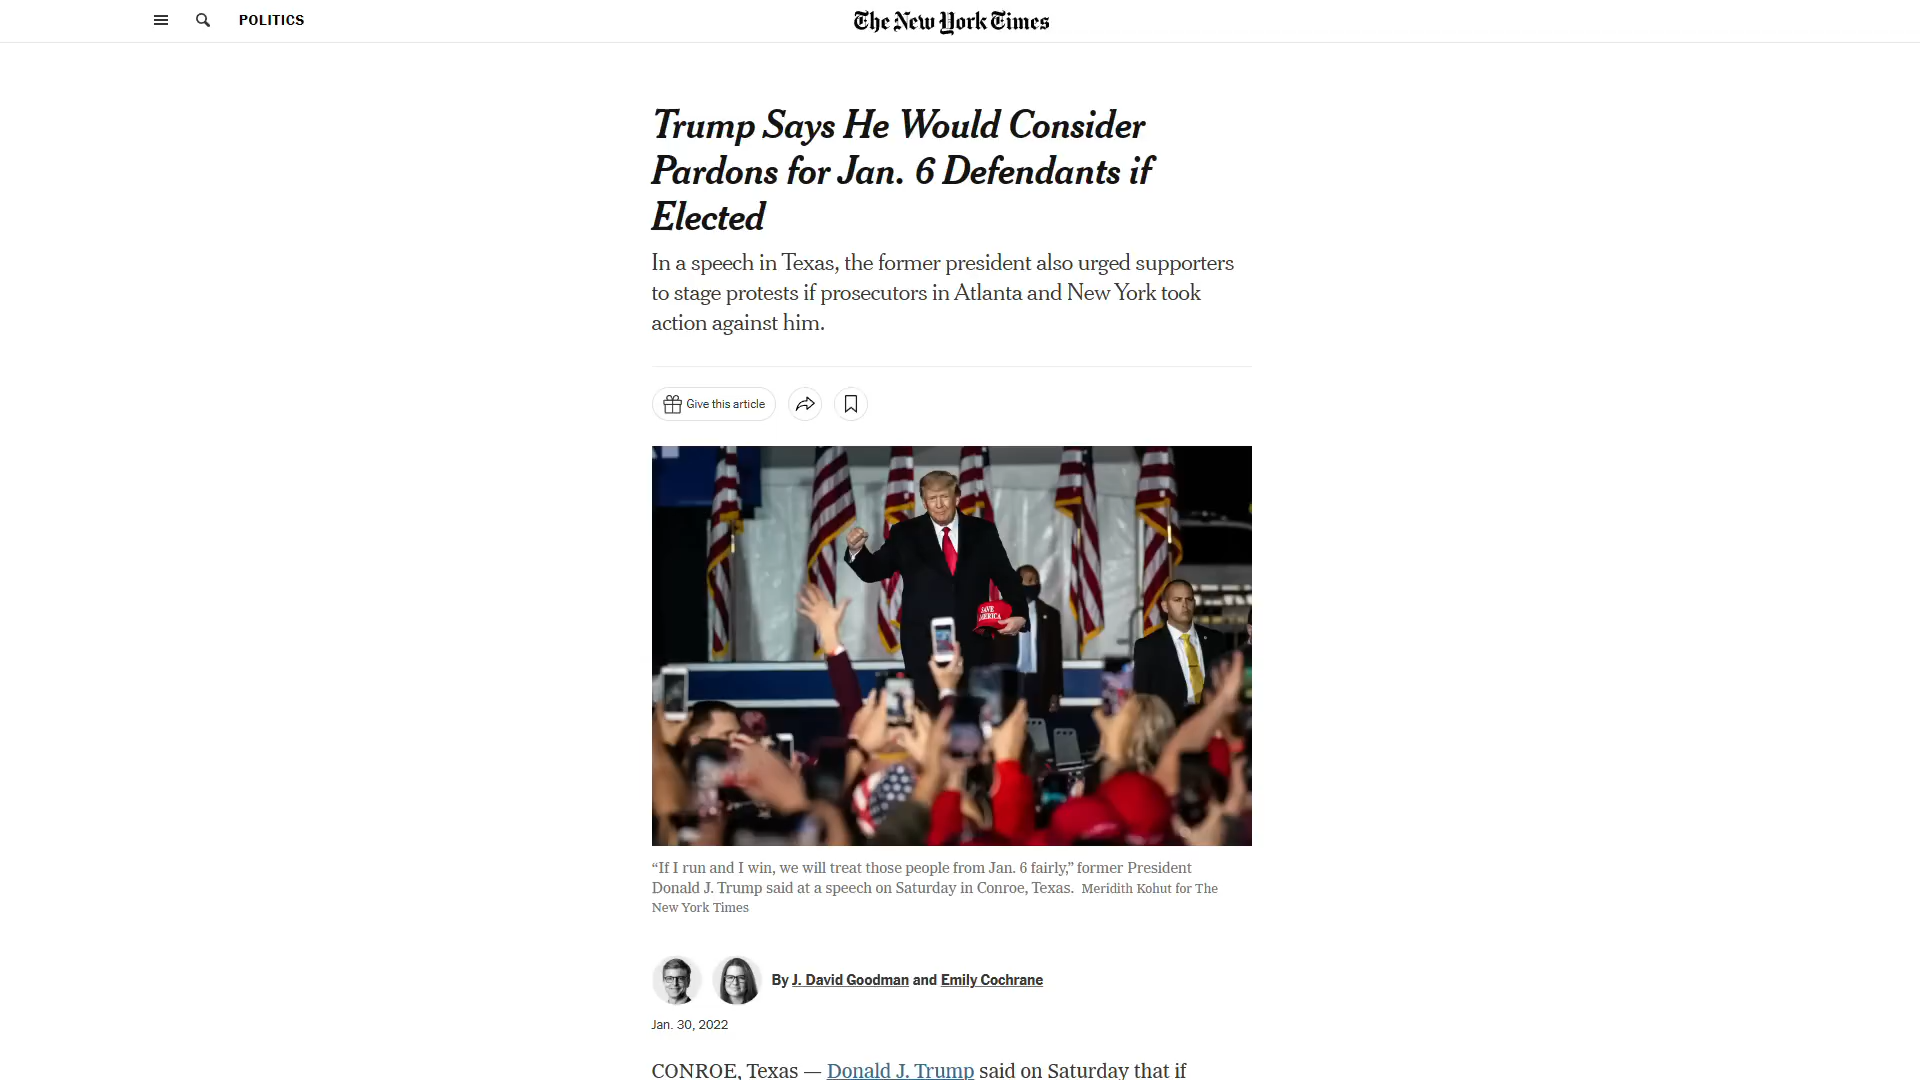 POLITICS
The New York Times
Trump Says He Would Consider
Pardons for Jan. 6 Defendants if
Elected
In a speech in Texas, the former president also urged supporters
to stage protests if prosecutors in Atlanta and New York took
action against him.
Give this article
SAVE
AMERICA
“If I run and I win, we will treat those people from Jan. 6 fairly,” former President
Donald J. Trump said at a speech on Saturday in Conroe, Texas. Meridith Kohut for The
New York Times
By J. David Goodman and Emily Cochrane
Jan. 30, 2022
CONROE, Texas — Donald J. Trump said on Saturday that if